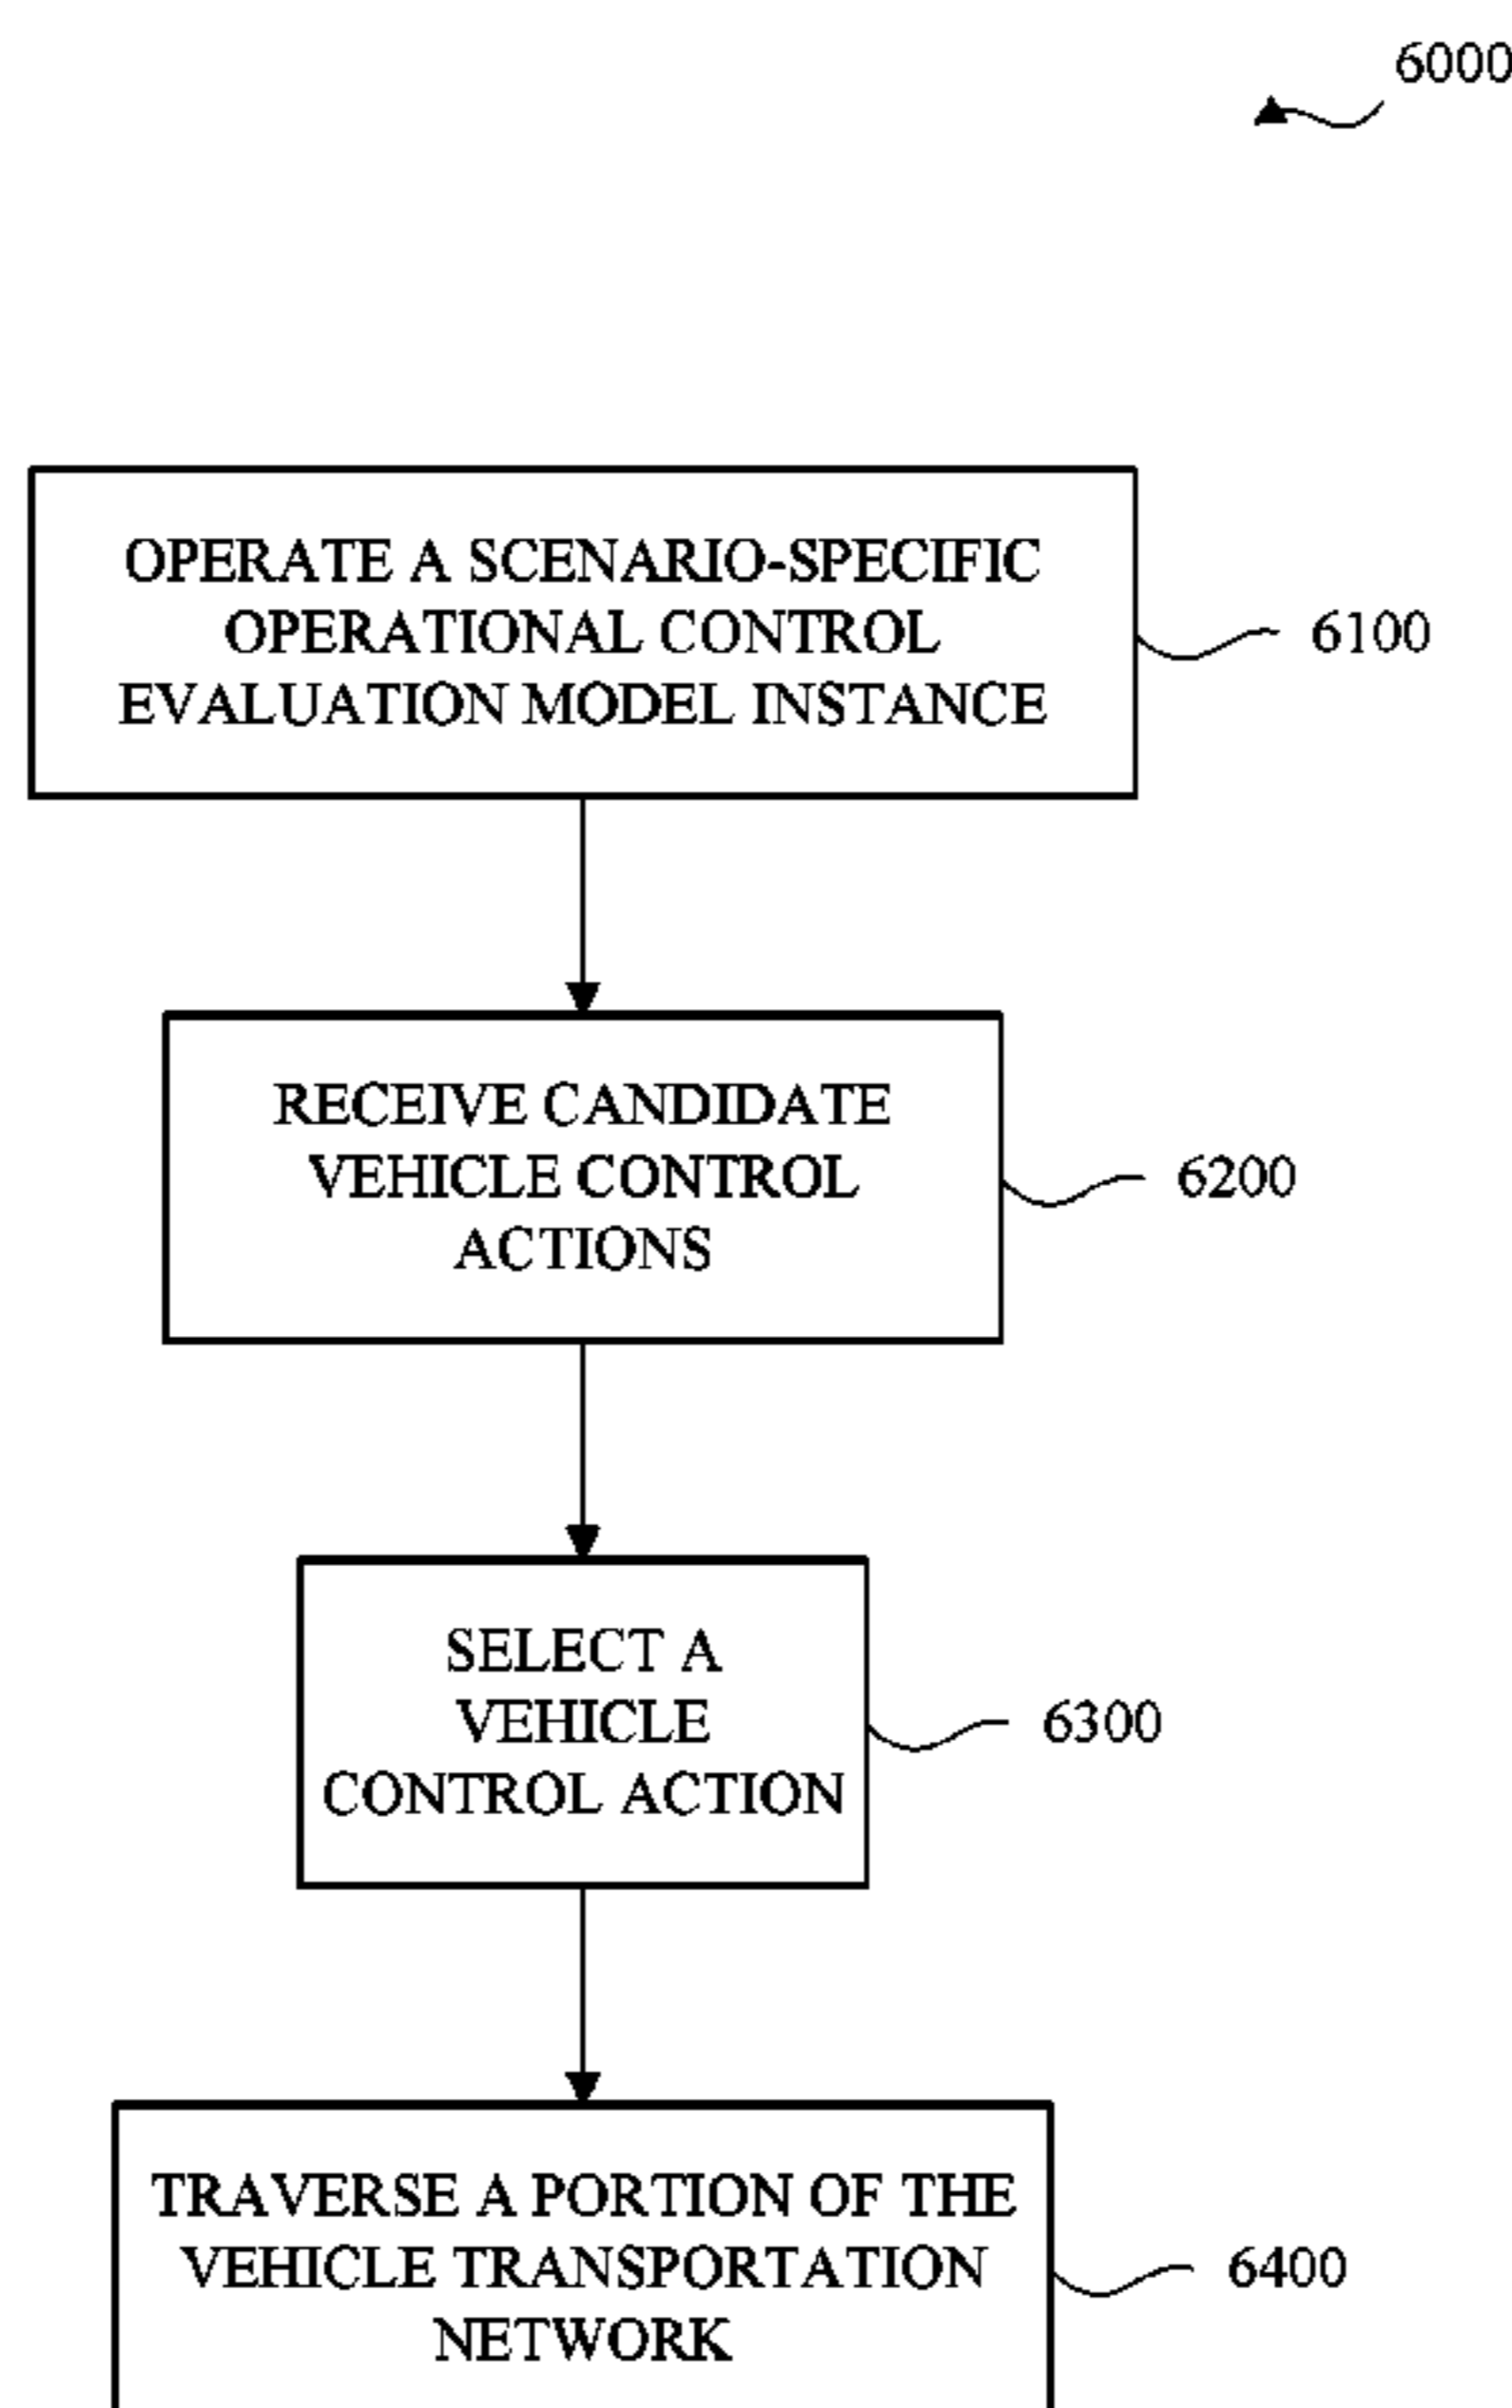 6000
OPERATE A SCENARIO-SPECIFIC
OPERATIONAL CONTROL
EVALUATION MODEL INSTANCE
6100
RECEIVE CANDIDATE
VEHICLE CONTROL
ACTIONS
6200
SELECT A
VEHICLE
CONTROL ACTION
6300
TRAVERSE A PORTION OF THE
VEHICLE TRANSPORTATION
NETWORK
6400